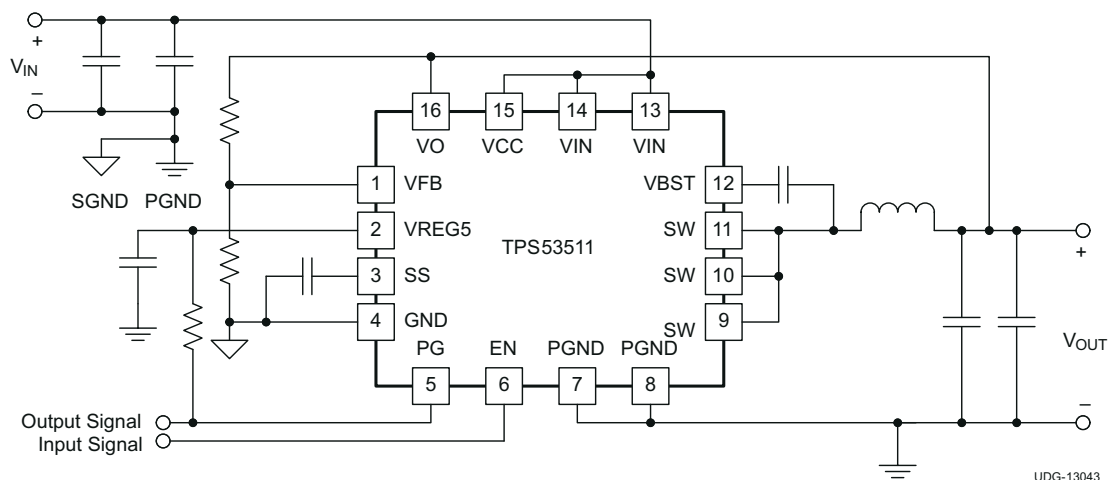 +
VIN
–
SGND PGND
16 15 14 13
VO VCC VIN VIN
1 VFB VBST 12
2 VREG5 SW 11
TPS53511
3 SS SW 10
4 GND SW 9
PG EN PGND PGND
5 6 7 8
+
VOUT
–
Output Signal
Input Signal
UDG-13043